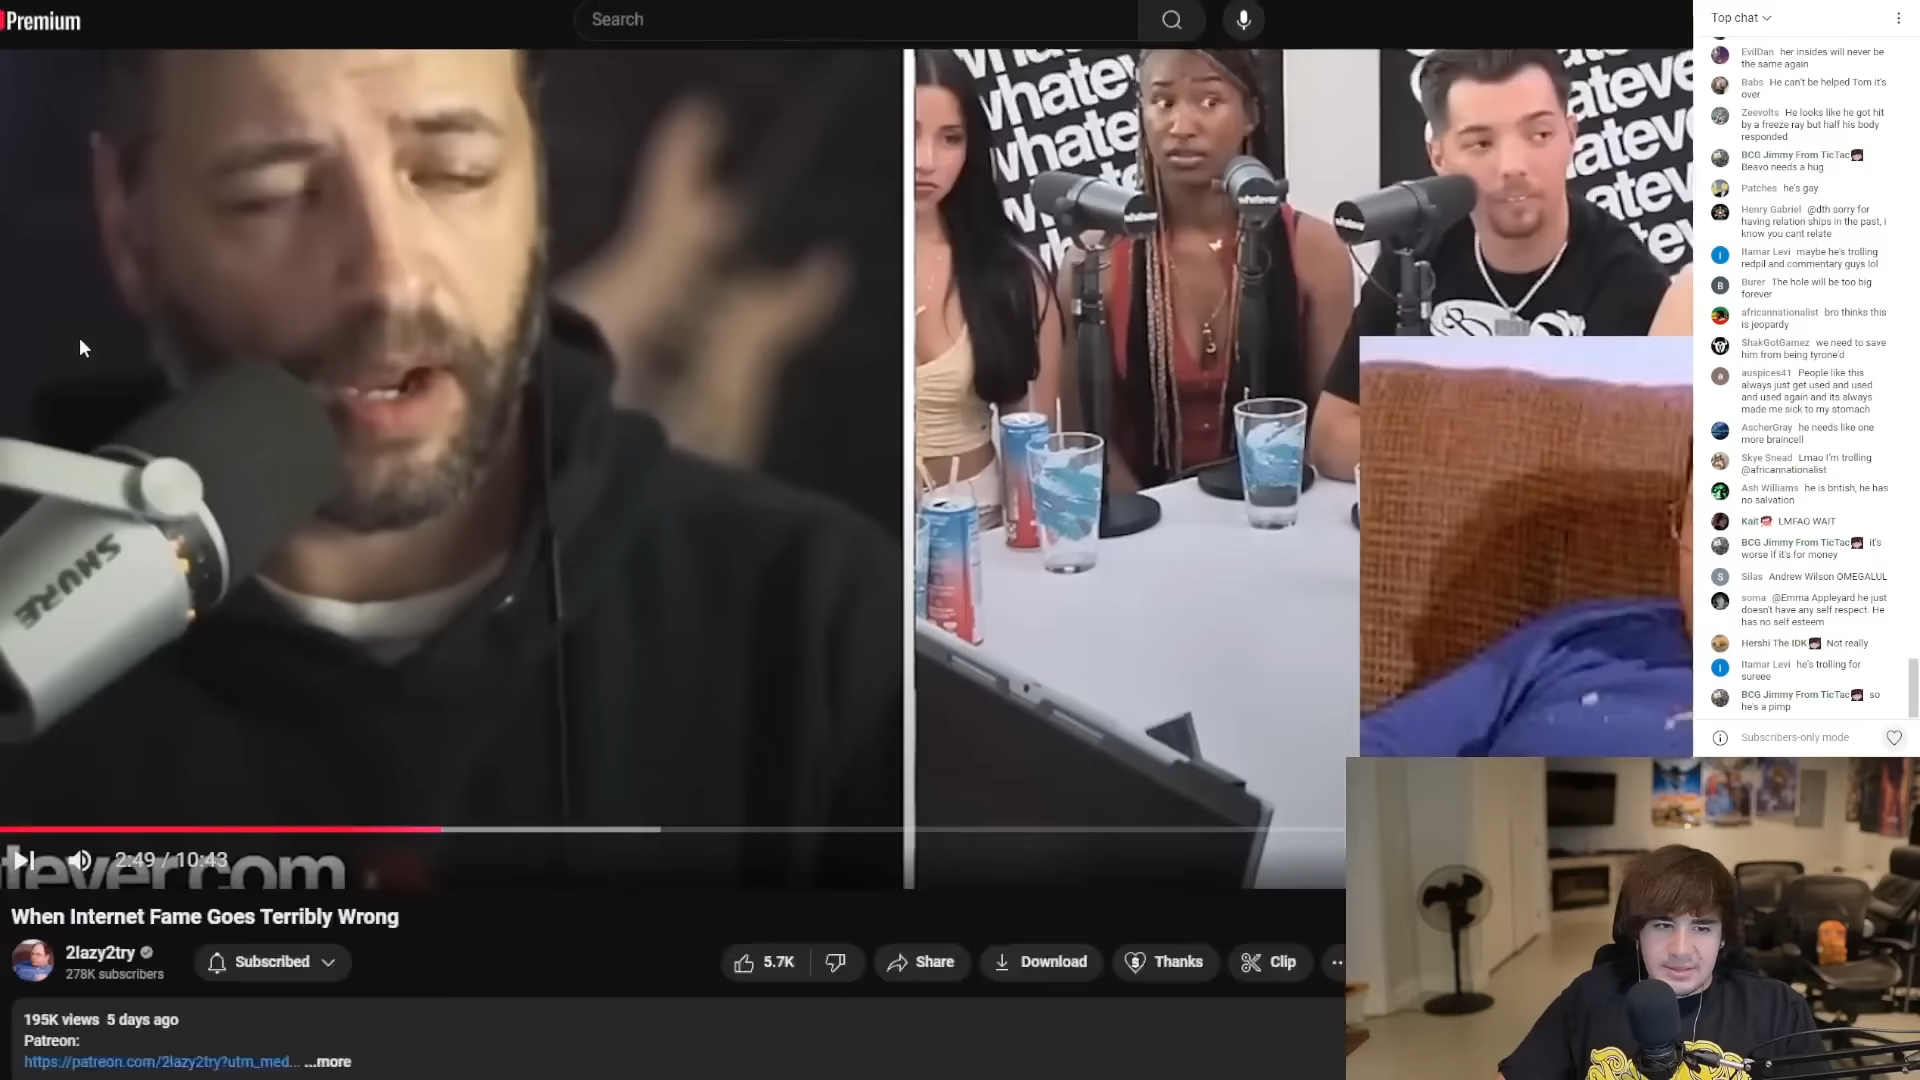 Premium
Search
whatever
whatever
whatever
whatever
whatever
whatever
SHURE
2:49 / 10:43
tever.com
When Internet Fame Goes Terribly Wrong
2lazy2try
278K subscribers
Subscribed
5.7K
Share
Download
Thanks
Clip
195K views 5 days ago
Patreon:
https://patreon.com/2lazy2try?utm_med... ...more
Top chat
EvilDan her insides will never be
the same again
Babs He can't be helped Tom it's
over
Zeevolts He looks like he got hit
by a freeze ray but half his body
responded
BCG Jimmy From TicTac
Beavo needs a hug
Patches he's gay
Henry Gabriel @dth sorry for
having relation ships in the past, i
know you cant relate
Itamar Levi maybe he's trolling
redpil and commentary guys lol
Burer The hole will be too big
forever
africannationalist bro thinks this
is jeopardy
ShakGotGamez we need to save
him from being tyrone'd
auspices41 People like this
always just get used and used
and used again and its always
made me sick to my stomach
AscherGray he needs like one
more braincell
Skye Snead Lmao I'm trolling
@africannationalist
Ash Williams he is british, he has
no salvation
Kait LMFAO WAIT
BCG Jimmy From TicTac it's
worse if it's for money
Silas Andrew Wilson OMEGALUL
soma @Emma Appleyard he just
doesn't have any self respect. He
has no self esteem
Hershi The IDK Not really
Itamar Levi he's trolling for
sureee
BCG Jimmy From TicTac so
he's a pimp
Subscribers-only mode